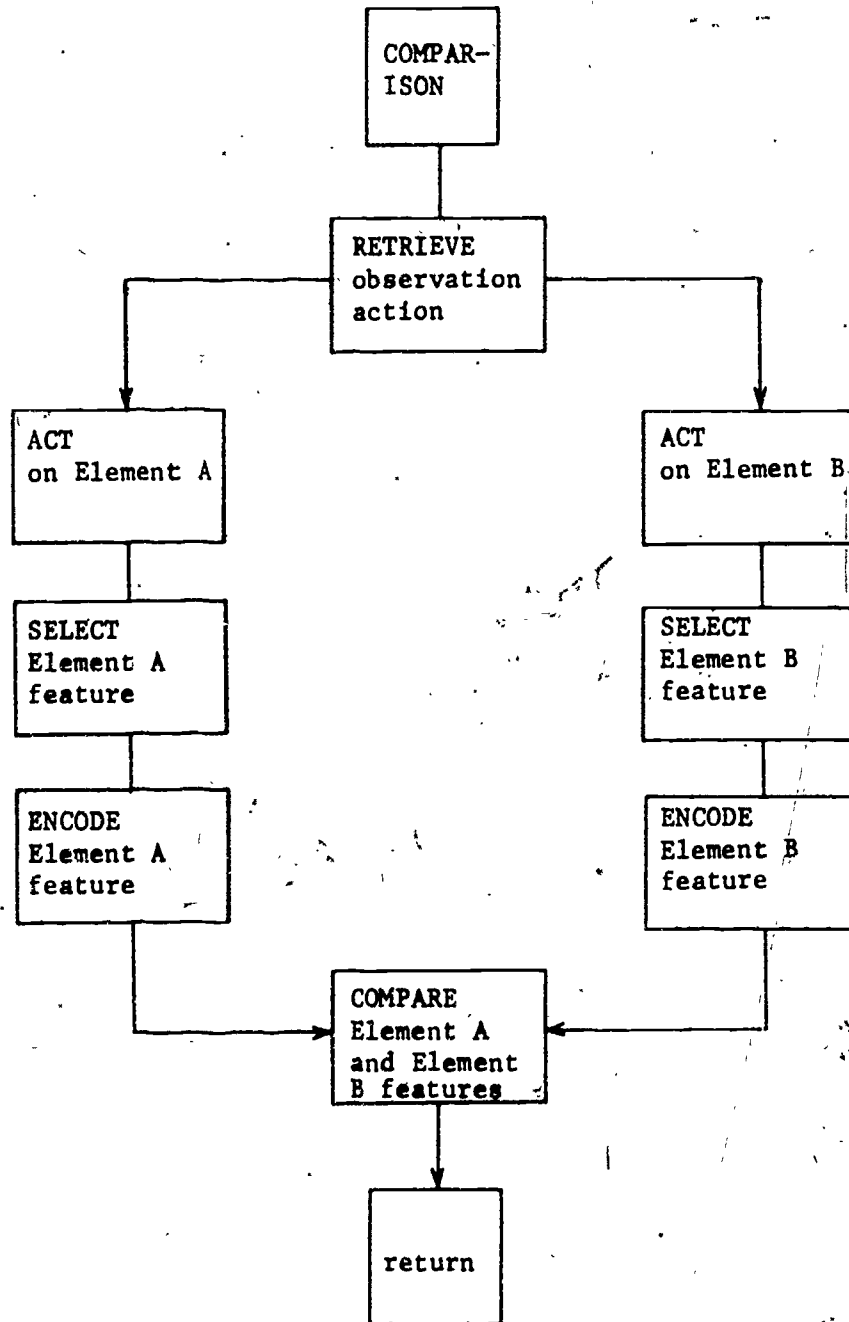 COMPAR-
ISON
RETRIEVE
observation
action
ACT
on Element A
ACT
on Element B
SELECT
Element A
feature
SELECT
Element B
feature
ENCODE
Element A
feature
ENCODE
Element B
feature
COMPARE
Element A
and Element
B features
return